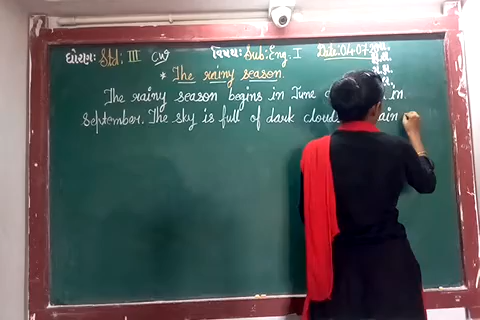 ધોરણ: Std: III CW વિષય: Sub: Eng. I Date: 04.07.
* The rainy season.
The rainy season begins in June in
September. The sky is full of dark clouds